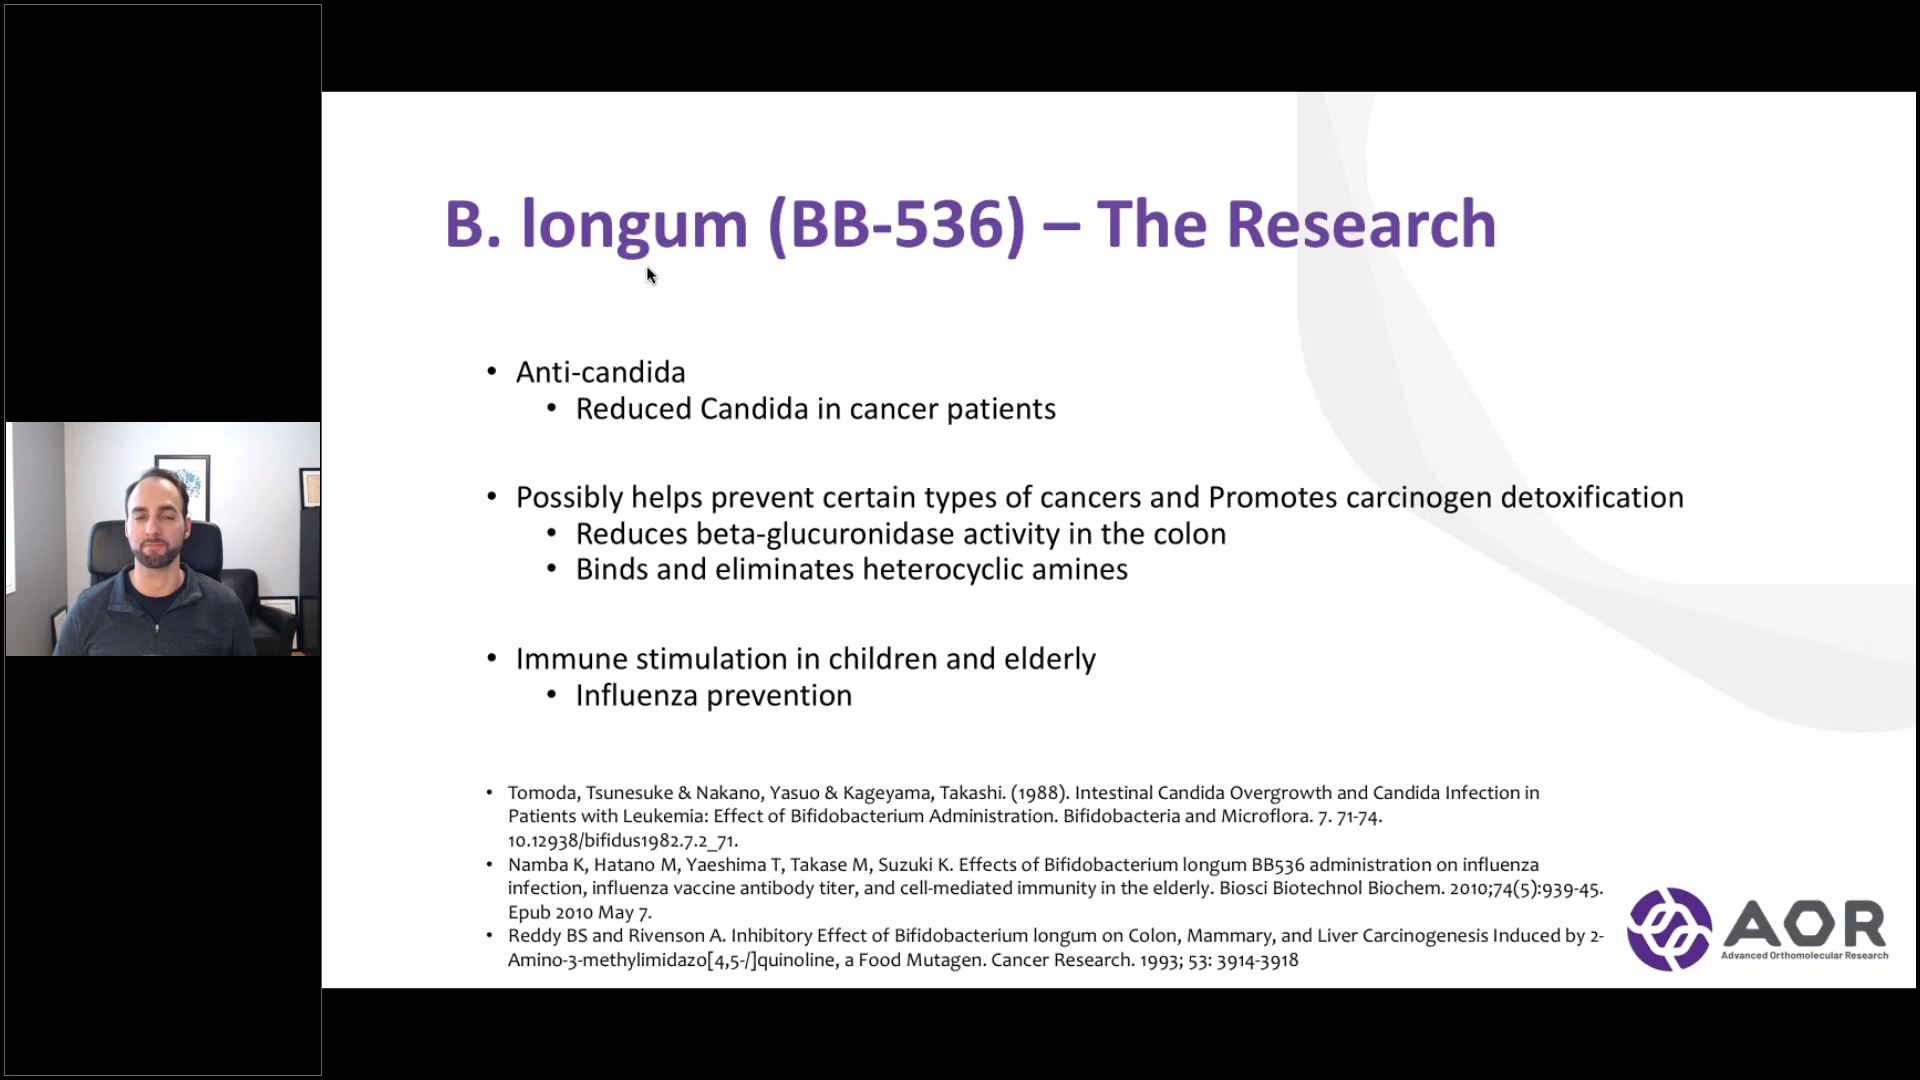 B. longum (BB-536) – The Research
• Anti-candida
• Reduced Candida in cancer patients
• Possibly helps prevent certain types of cancers and Promotes carcinogen detoxification
• Reduces beta-glucuronidase activity in the colon
• Binds and eliminates heterocyclic amines
• Immune stimulation in children and elderly
• Influenza prevention
• Tomoda, Tsunesuke & Nakano, Yasuo & Kageyama, Takashi. (1988). Intestinal Candida Overgrowth and Candida Infection in
Patients with Leukemia: Effect of Bifidobacterium Administration. Bifidobacteria and Microflora. 7. 71-74.
10.12938/bifidus1982.7.2_71.
• Namba K, Hatano M, Yaeshima T, Takase M, Suzuki K. Effects of Bifidobacterium longum BB536 administration on influenza
infection, influenza vaccine antibody titer, and cell-mediated immunity in the elderly. Biosci Biotechnol Biochem. 2010;74(5):939-45.
Epub 2010 May 7.
• Reddy BS and Rivenson A. Inhibitory Effect of Bifidobacterium longum on Colon, Mammary, and Liver Carcinogenesis Induced by 2-
Amino-3-methylimidazo[4,5-/]quinoline, a Food Mutagen. Cancer Research. 1993; 53: 3914-3918
AOR
Advanced Orthomolecular Research